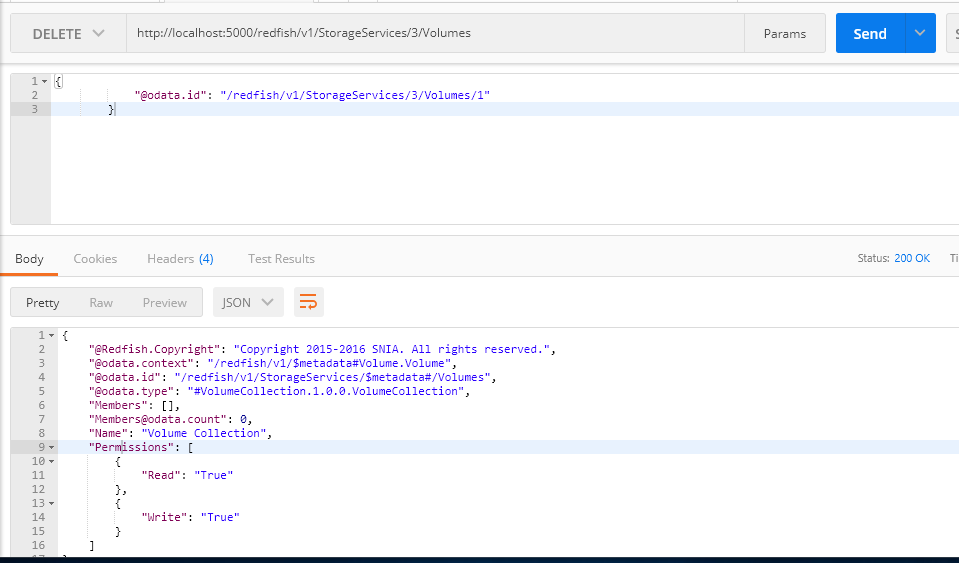 DELETE http://localhost:5000/redfish/v1/StorageServices/3/Volumes Params Send S
1 {
2 "@odata.id": "/redfish/v1/StorageServices/3/Volumes/1"
3 }
Body Cookies Headers (4) Test Results Status: 200 OK Ti
Pretty Raw Preview JSON
1 {
2 "@Redfish.Copyright": "Copyright 2015-2016 SNIA. All rights reserved.",
3 "@odata.context": "/redfish/v1/$metadata#Volume.Volume",
4 "@odata.id": "/redfish/v1/StorageServices/$metadata#/Volumes",
5 "@odata.type": "#VolumeCollection.1.0.0.VolumeCollection",
6 "Members": [],
7 "Members@odata.count": 0,
8 "Name": "Volume Collection",
9 "Permissions": [
10 {
11 "Read": "True"
12 },
13 {
14 "Write": "True"
15 }
16 ]